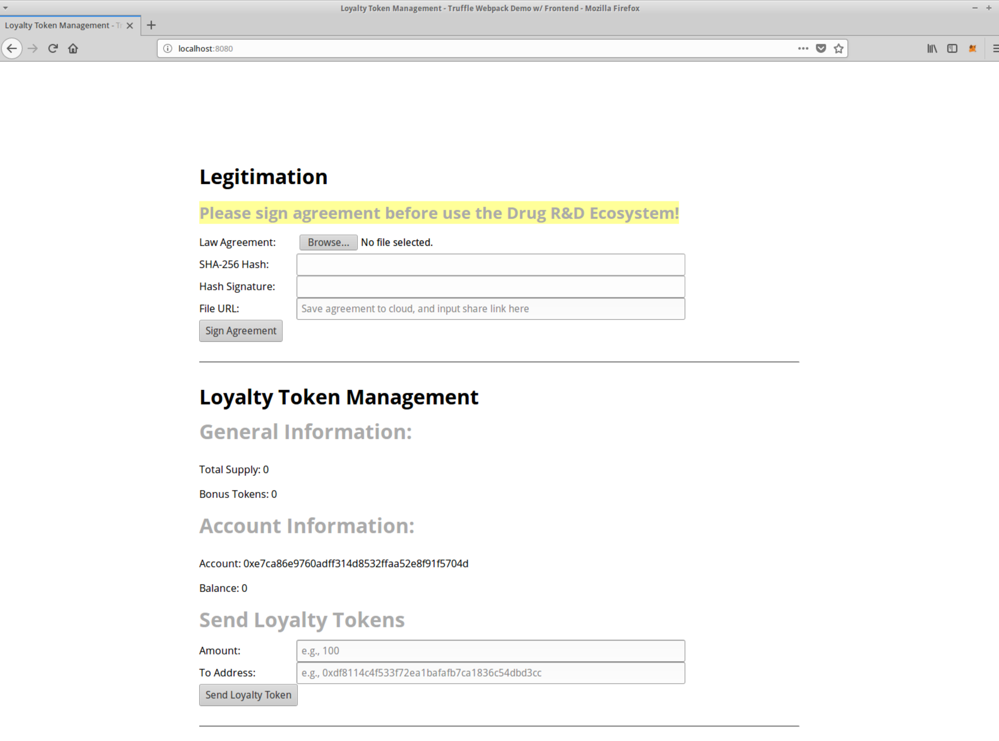 Loyalty Token Management - Truffle Webpack Demo w/ Frontend - Mozilla Firefox
Loyalty Token Management - Tr
localhost:8080
Legitimation
Please sign agreement before use the Drug R&D Ecosystem!
Law Agreement: Browse... No file selected.
SHA-256 Hash:
Hash Signature:
File URL: Save agreement to cloud, and input share link here
Sign Agreement
Loyalty Token Management
General Information:
Total Supply: 0
Bonus Tokens: 0
Account Information:
Account: 0xe7ca86e9760adff314d8532ffaa52e8f91f5704d
Balance: 0
Send Loyalty Tokens
Amount: e.g., 100
To Address: e.g., 0xdf8114c4f533f72ea1bafafb7ca1836c54dbd3cc
Send Loyalty Token